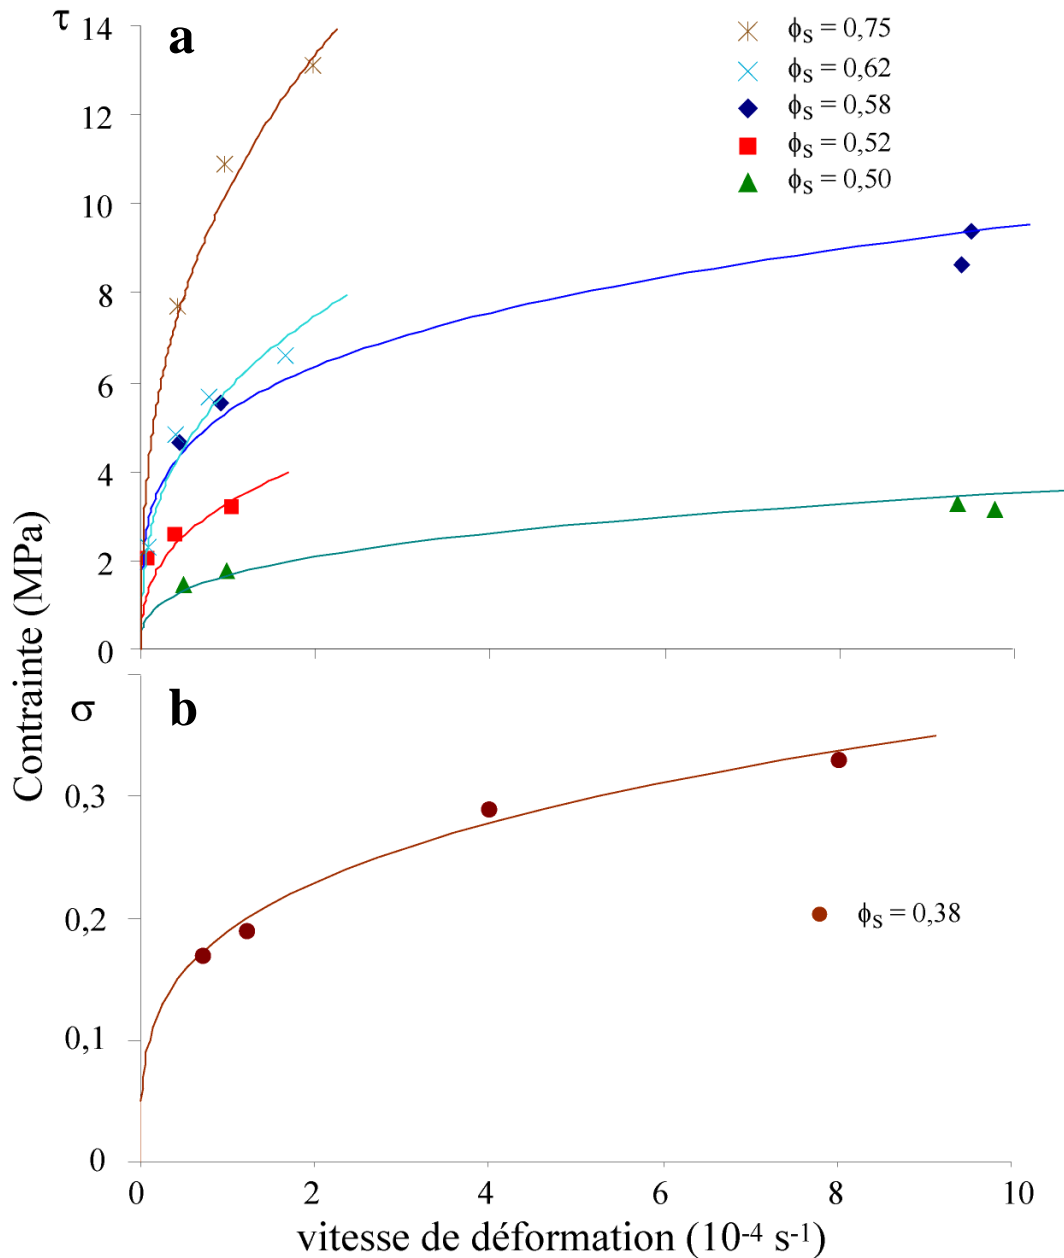 τ
a
14
12
10
8
6
4
2
0
ϕs = 0,75
ϕs = 0,62
ϕs = 0,58
ϕs = 0,52
ϕs = 0,50
Contrainte (MPa)
σ
b
0,3
0,2
0,1
0
ϕs = 0,38
0 2 4 6 8 10
vitesse de déformation (10-4 s-1)